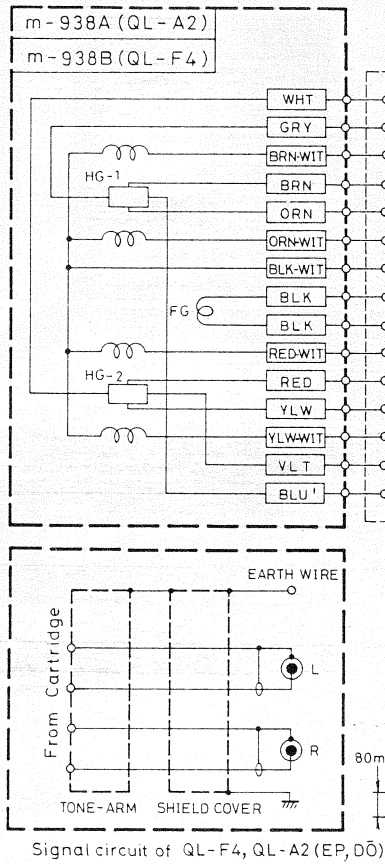 m-938A (QL-A2)
m-938B (QL-F4)
WHT
GRY
BRN-WIT
HG-1
BRN
ORN
ORN-WIT
BLK-WIT
BLK
FG
BLK
RED-WIT
HG-2
RED
YLW
YLW-WIT
VLT
BLU'
EARTH WIRE
From Cartridge
L
R
80m
TONE-ARM SHIELD COVER
Signal circuit of QL-F4, QL-A2 (EP, DŌ)